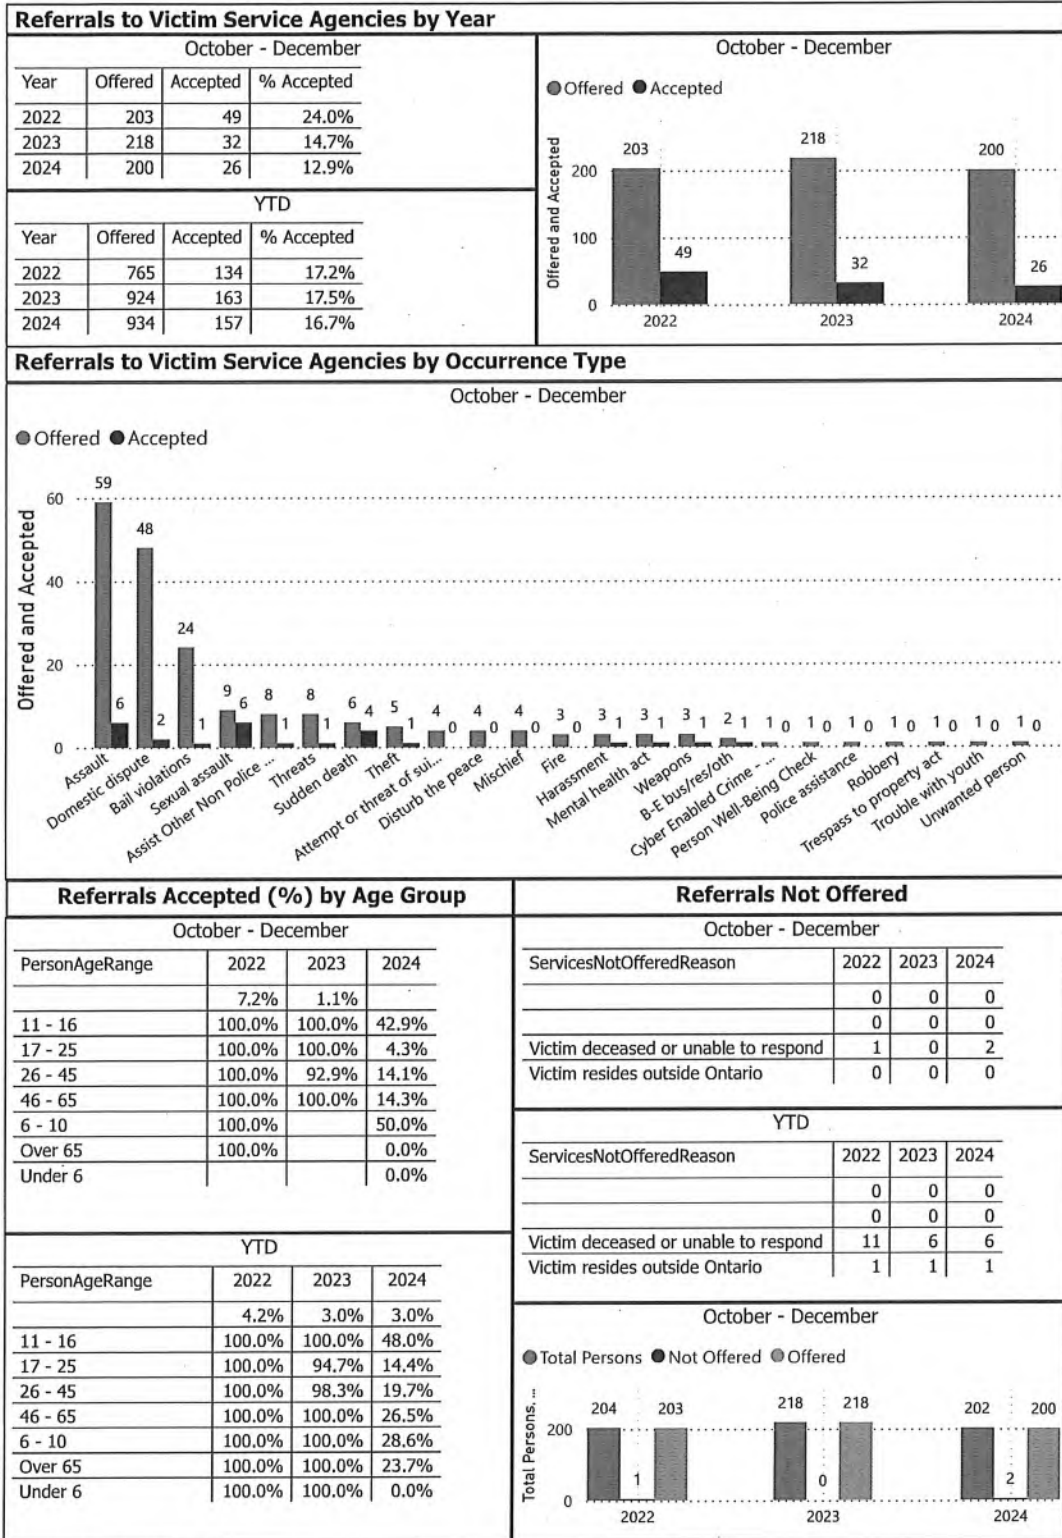 Referrals to Victim Service Agencies by Year
October - December
Year Offered Accepted % Accepted
2022 203 49 24.0%
2023 218 32 14.7%
2024 200 26 12.9%
YTD
Year Offered Accepted % Accepted
2022 765 134 17.2%
2023 924 163 17.5%
2024 934 157 16.7%
October - December
Offered Accepted
Offered and Accepted
200
100
0
203 49 218 32 200 26
2022 2023 2024
Referrals to Victim Service Agencies by Occurrence Type
October - December
Offered Accepted
Offered and Accepted
60
40
20
0
59 6 48 2 24 1 9 6 8 1 8 1 6 4 5 1 4 0 4 0 4 0 3 0 3 1 3 1 3 1 2 1 1 0 1 0 1 0 1 0 1 0 1 0 1 0
Assault
Domestic dispute
Bail violations
Sexual assault
Assist Other Non Police ...
Threats
Sudden death
Theft
Attempt or threat of sui...
Disturb the peace
Mischief
Fire
Harassment
Mental health act
Weapons
B-E bus/res/oth
Cyber Enabled Crime - ...
Person Well-Being Check
Police assistance
Robbery
Trespass to property act
Trouble with youth
Unwanted person
Referrals Accepted (%) by Age Group
October - December
PersonAgeRange 2022 2023 2024
7.2% 1.1%
11 - 16 100.0% 100.0% 42.9%
17 - 25 100.0% 100.0% 4.3%
26 - 45 100.0% 92.9% 14.1%
46 - 65 100.0% 100.0% 14.3%
6 - 10 100.0% 50.0%
Over 65 100.0% 0.0%
Under 6 0.0%
YTD
PersonAgeRange 2022 2023 2024
4.2% 3.0% 3.0%
11 - 16 100.0% 100.0% 48.0%
17 - 25 100.0% 94.7% 14.4%
26 - 45 100.0% 98.3% 19.7%
46 - 65 100.0% 100.0% 26.5%
6 - 10 100.0% 100.0% 28.6%
Over 65 100.0% 100.0% 23.7%
Under 6 100.0% 100.0% 0.0%
Referrals Not Offered
October - December
ServicesNotOfferedReason 2022 2023 2024
0 0 0
0 0 0
Victim deceased or unable to respond 1 0 2
Victim resides outside Ontario 0 0 0
YTD
ServicesNotOfferedReason 2022 2023 2024
0 0 0
0 0 0
Victim deceased or unable to respond 11 6 6
Victim resides outside Ontario 1 1 1
October - December
Total Persons Not Offered Offered
Total Persons, ...
200
0
204 1 203 218 0 218 202 2 200
2022 2023 2024